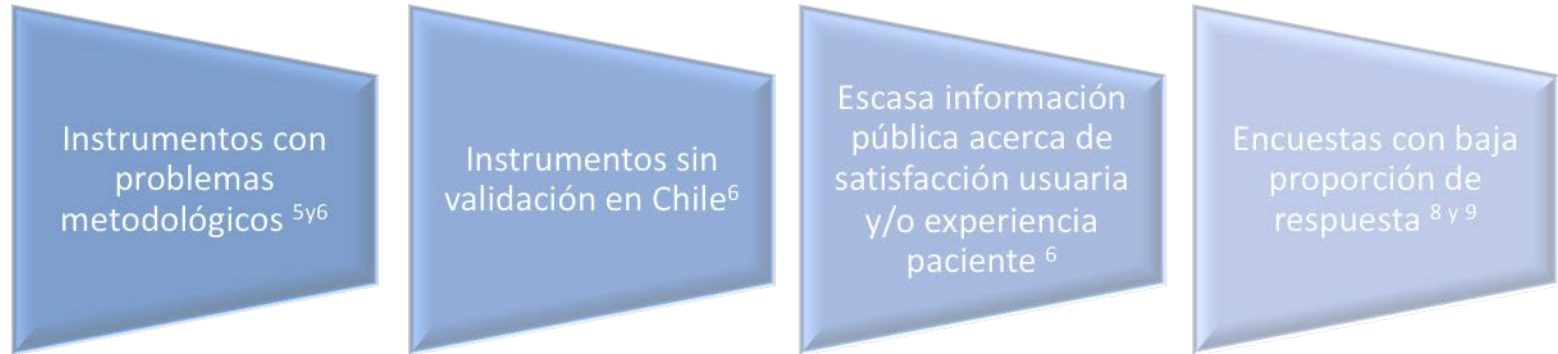 Instrumentos con
problemas
metodológicos 5y6
Instrumentos sin
validación en Chile6
Escasa información
pública acerca de
satisfacción usuaria
y/o experiencia
paciente 6
Encuestas con baja
proporción de
respuesta 8 y 9